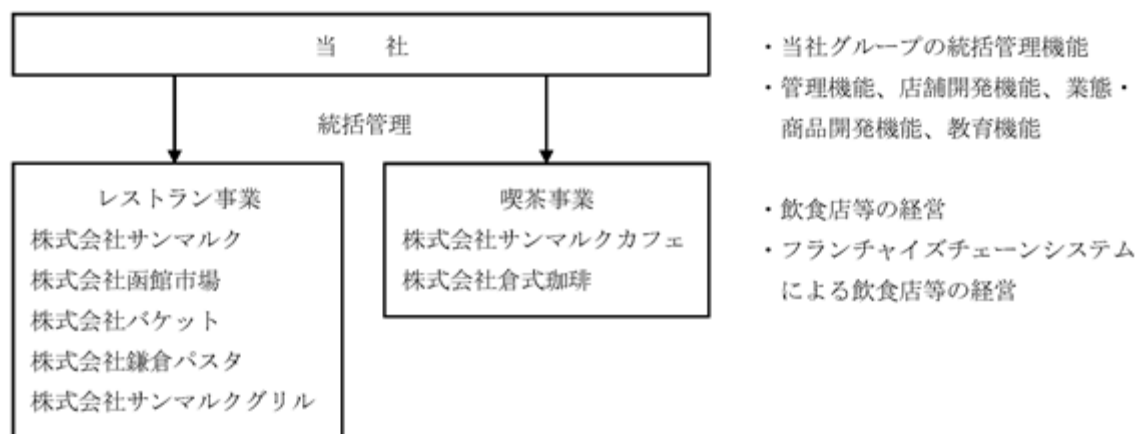 当　　社
・当社グループの統括管理機能
・管理機能、店舗開発機能、業態・
商品開発機能、教育機能
統括管理
レストラン事業
株式会社サンマルク
株式会社函館市場
株式会社バケット
株式会社鎌倉パスタ
株式会社サンマルクグリル
喫茶事業
株式会社サンマルクカフェ
株式会社倉式珈琲
・飲食店等の経営
・フランチャイズチェーンシステム
による飲食店等の経営